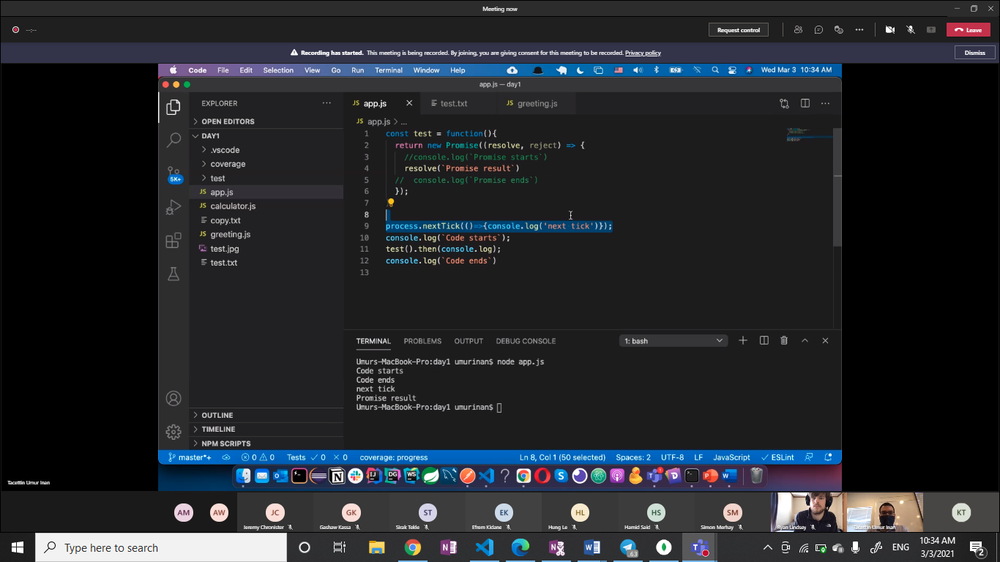 Meeting now
--:--
Request control
Leave
Recording has started. This meeting is being recorded. By joining, you are giving consent for this meeting to be recorded. Privacy policy
Dismiss
Code File Edit Selection View Go Run Terminal Window Help
Wed Mar 3 10:34 AM
app.js — day1
EXPLORER
OPEN EDITORS
DAY1
.vscode
coverage
test
JS app.js
JS calculator.js
copy.txt
JS greeting.js
test.jpg
test.txt
5K+
OUTLINE
TIMELINE
NPM SCRIPTS
JS app.js
test.txt
JS greeting.js
JS app.js > ...
1 const test = function(){
2 return new Promise((resolve, reject) => {
3 //console.log(`Promise starts`)
4 resolve(`Promise result`)
5 // console.log(`Promise ends`)
6 });
7
8
9 process.nextTick(()=>{console.log('next tick')});
10 console.log(`Code starts`);
11 test().then(console.log);
12 console.log(`Code ends`)
13
TERMINAL PROBLEMS OUTPUT DEBUG CONSOLE
1: bash
Umurs-MacBook-Pro:day1 umurinan$ node app.js
Code starts
Code ends
next tick
Promise result
Umurs-MacBook-Pro:day1 umurinan$
master*+ 0 0 Tests 0 0 coverage: progress
Ln 8, Col 1 (50 selected) Spaces: 2 UTF-8 LF JavaScript ESLint
Tacettin Umur Inan
AM
AW
JC
Jeremy Chronister
GK
Gashaw Kassa
ST
Sirak Tekle
EK
Efrem Kidane
HL
Hung Le
HS
Hamid Said
SM
Simon Merhay
Ryan Lindsey
Tacettin Umur Inan
KT
Type here to search
63
ENG
10:34 AM
3/3/2021
2